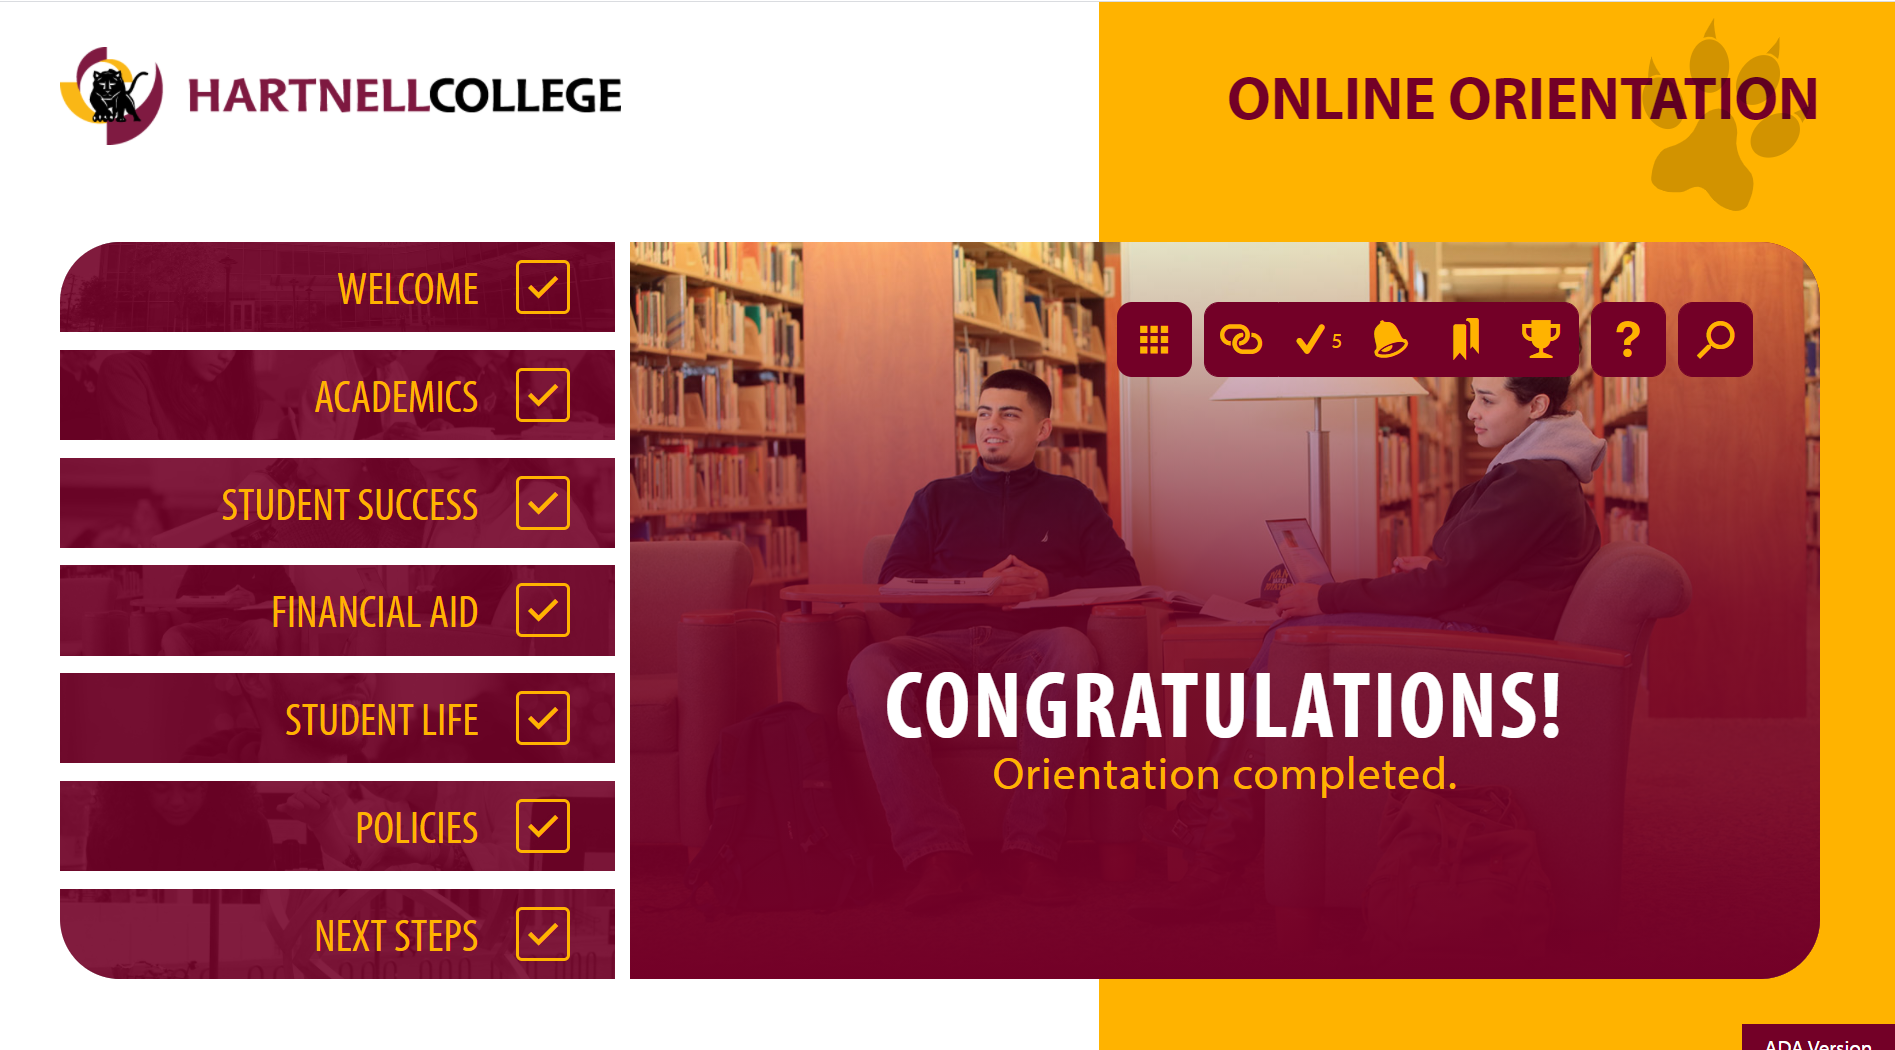 HARTNELLCOLLEGE
ONLINE ORIENTATION
WELCOME
ACADEMICS
STUDENT SUCCESS
FINANCIAL AID
STUDENT LIFE
POLICIES
NEXT STEPS
5
?
CONGRATULATIONS!
Orientation completed.
ADA Version